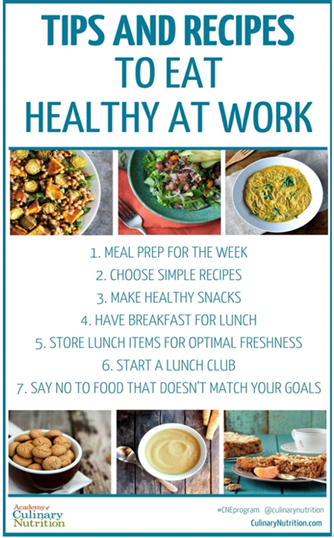 TIPS AND RECIPES
TO EAT
HEALTHY AT WORK
1. MEAL PREP FOR THE WEEK
2. CHOOSE SIMPLE RECIPES
3. MAKE HEALTHY SNACKS
4. HAVE BREAKFAST FOR LUNCH
5. STORE LUNCH ITEMS FOR OPTIMAL FRESHNESS
6. START A LUNCH CLUB
7. SAY NO TO FOOD THAT DOESN'T MATCH YOUR GOALS
Academy of
Culinary
Nutrition
#CNEprogram @culinarynutrition
CulinaryNutrition.com